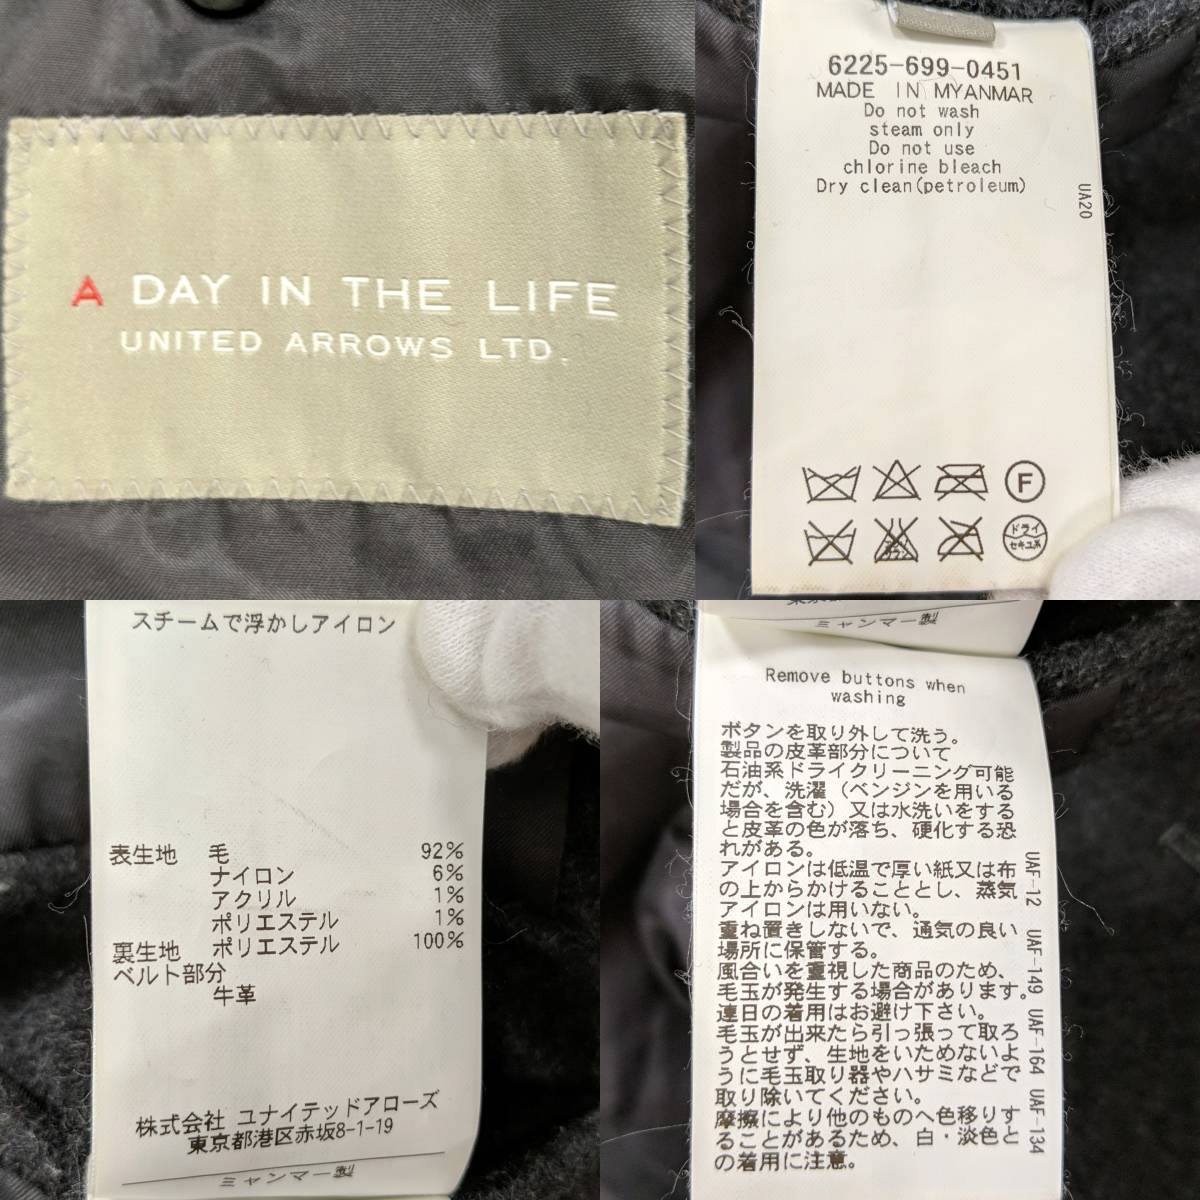 A DAY IN THE LIFE
UNITED ARROWS LTD.
6225-699-0451
MADE IN MYANMAR
Do not wash
steam only
Do not use
chlorine bleach
Dry clean(petroleum)
UA20
F
ドライ
セキユ系
スチームで浮かしアイロン
表生地 毛 92%
ナイロン 6%
アクリル 1%
ポリエステル 1%
裏生地 ポリエステル 100%
ベルト部分
牛革
株式会社 ユナイテッドアローズ
東京都港区赤坂8-1-19
ミャンマー製
ミャンマー製
Remove buttons when
washing
ボタンを取り外して洗う。
製品の皮革部分について
石油系ドライクリーニング可能
だが、洗濯（ベンジンを用いる
場合を含む）又は水洗いをする
と皮革の色が落ち、硬化する恐
れがある。
アイロンは低温で厚い紙又は布
の上からかけることとし、蒸気
アイロンは用いない。
重ね置きしないで、通気の良い
場所に保管する。
風合いを重視した商品のため、
毛玉が発生する場合があります。
連日の着用はお避け下さい。
毛玉が出来たら引っ張って取ろ
うとせず、生地をいためないよ
うに毛玉取り器やハサミなどで
取り除いてください。
摩擦により他のものへ色移りす
ることがあるため、白・淡色と
の着用に注意。
UAF-12 UAF-149 UAF-164 UAF-134